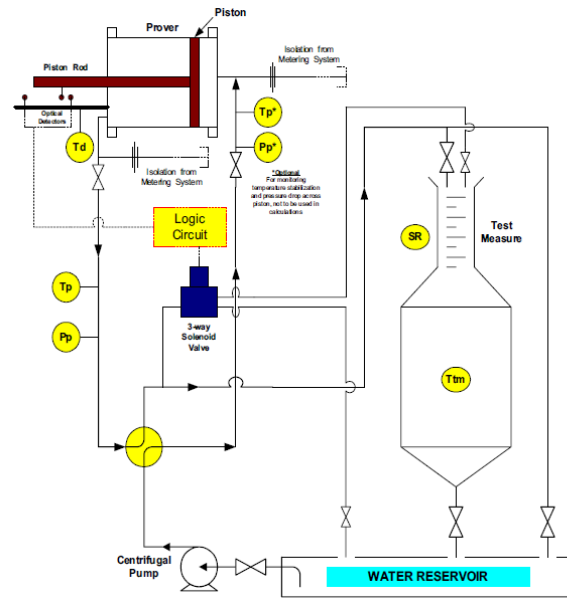 Piston
Prover
Isolation from
Metering System
Piston Rod
Optical
Detectors
Td
Tp*
Pp*
Isolation from
Metering System
*Optional
For monitoring
temperature stabilization
and pressure drop across
piston, not to be used in
calculations
Logic
Circuit
SR
Test
Measure
Tp
Pp
3-way
Solenoid
Valve
Ttm
Centrifugal
Pump
WATER RESERVOIR